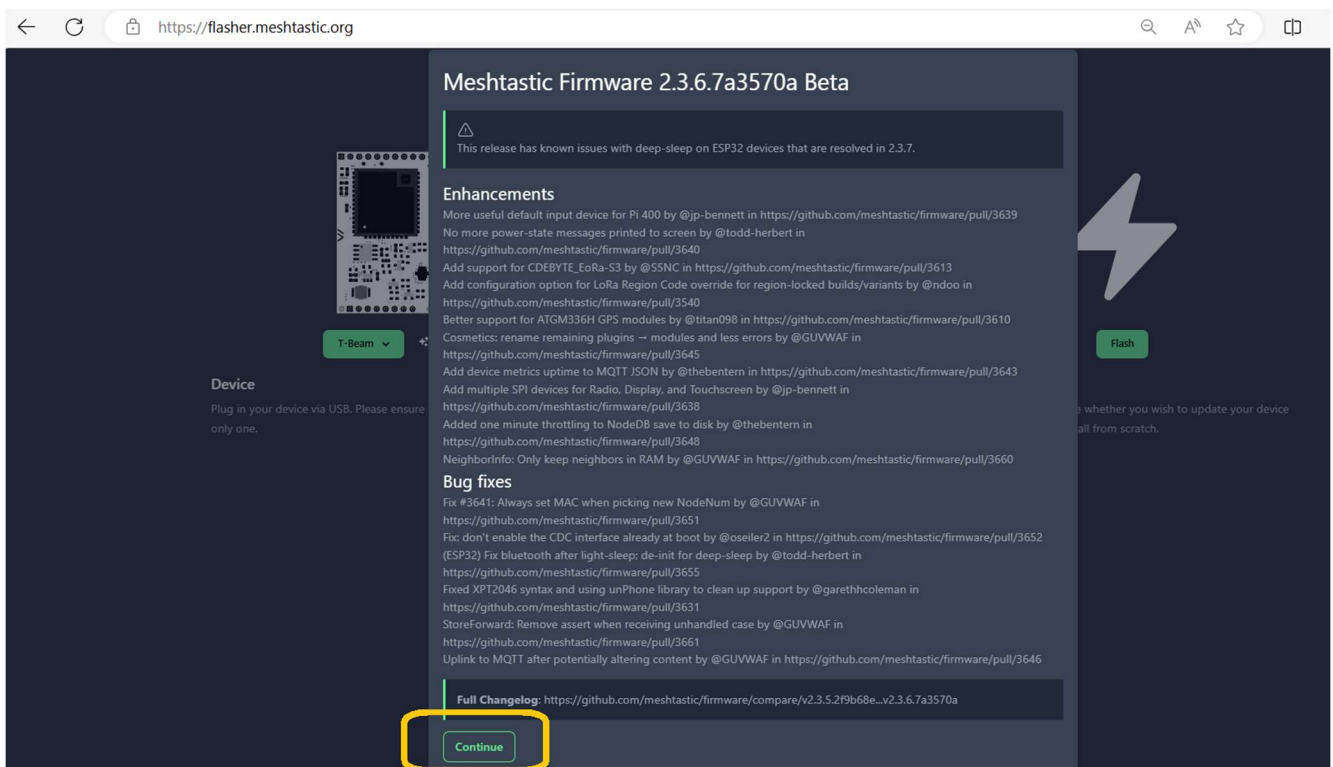 https://flasher.meshtastic.org
Meshtastic Firmware 2.3.6.7a3570a Beta
This release has known issues with deep-sleep on ESP32 devices that are resolved in 2.3.7.
Enhancements
More useful default input device for Pi 400 by @jp-bennett in https://github.com/meshtastic/firmware/pull/3639
No more power-state messages printed to screen by @todd-herbert in
https://github.com/meshtastic/firmware/pull/3640
Add support for CDEBYTE_EoRa-S3 by @S5NC in https://github.com/meshtastic/firmware/pull/3613
Add configuration option for LoRa Region Code override for region-locked builds/variants by @ndoo in
https://github.com/meshtastic/firmware/pull/3540
Better support for ATGM336H GPS modules by @titan098 in https://github.com/meshtastic/firmware/pull/3610
Cosmetics: rename remaining plugins → modules and less errors by @GUVWAF in
https://github.com/meshtastic/firmware/pull/3645
Add device metrics uptime to MQTT JSON by @thebentern in https://github.com/meshtastic/firmware/pull/3643
Add multiple SPI devices for Radio, Display, and Touchscreen by @jp-bennett in
https://github.com/meshtastic/firmware/pull/3638
Added one minute throttling to NodeDB save to disk by @thebentern in
https://github.com/meshtastic/firmware/pull/3648
NeighborInfo: Only keep neighbors in RAM by @GUVWAF in https://github.com/meshtastic/firmware/pull/3660
Bug fixes
Fix #3641: Always set MAC when picking new NodeNum by @GUVWAF in
https://github.com/meshtastic/firmware/pull/3651
Fix: don't enable the CDC interface already at boot by @oseiler2 in https://github.com/meshtastic/firmware/pull/3652
(ESP32) Fix bluetooth after light-sleep; de-init for deep-sleep by @todd-herbert in
https://github.com/meshtastic/firmware/pull/3655
Fixed XPT2046 syntax and using unPhone library to clean up support by @garethhcoleman in
https://github.com/meshtastic/firmware/pull/3631
StoreForward: Remove assert when receiving unhandled case by @GUVWAF in
https://github.com/meshtastic/firmware/pull/3661
Uplink to MQTT after potentially altering content by @GUVWAF in https://github.com/meshtastic/firmware/pull/3646
Full Changelog: https://github.com/meshtastic/firmware/compare/v2.3.5.2f9b68e...v2.3.6.7a3570a
Continue
T-Beam
Device
Plug in your device via USB. Please ensure
only one.
Flash
whether you wish to update your device
all from scratch.